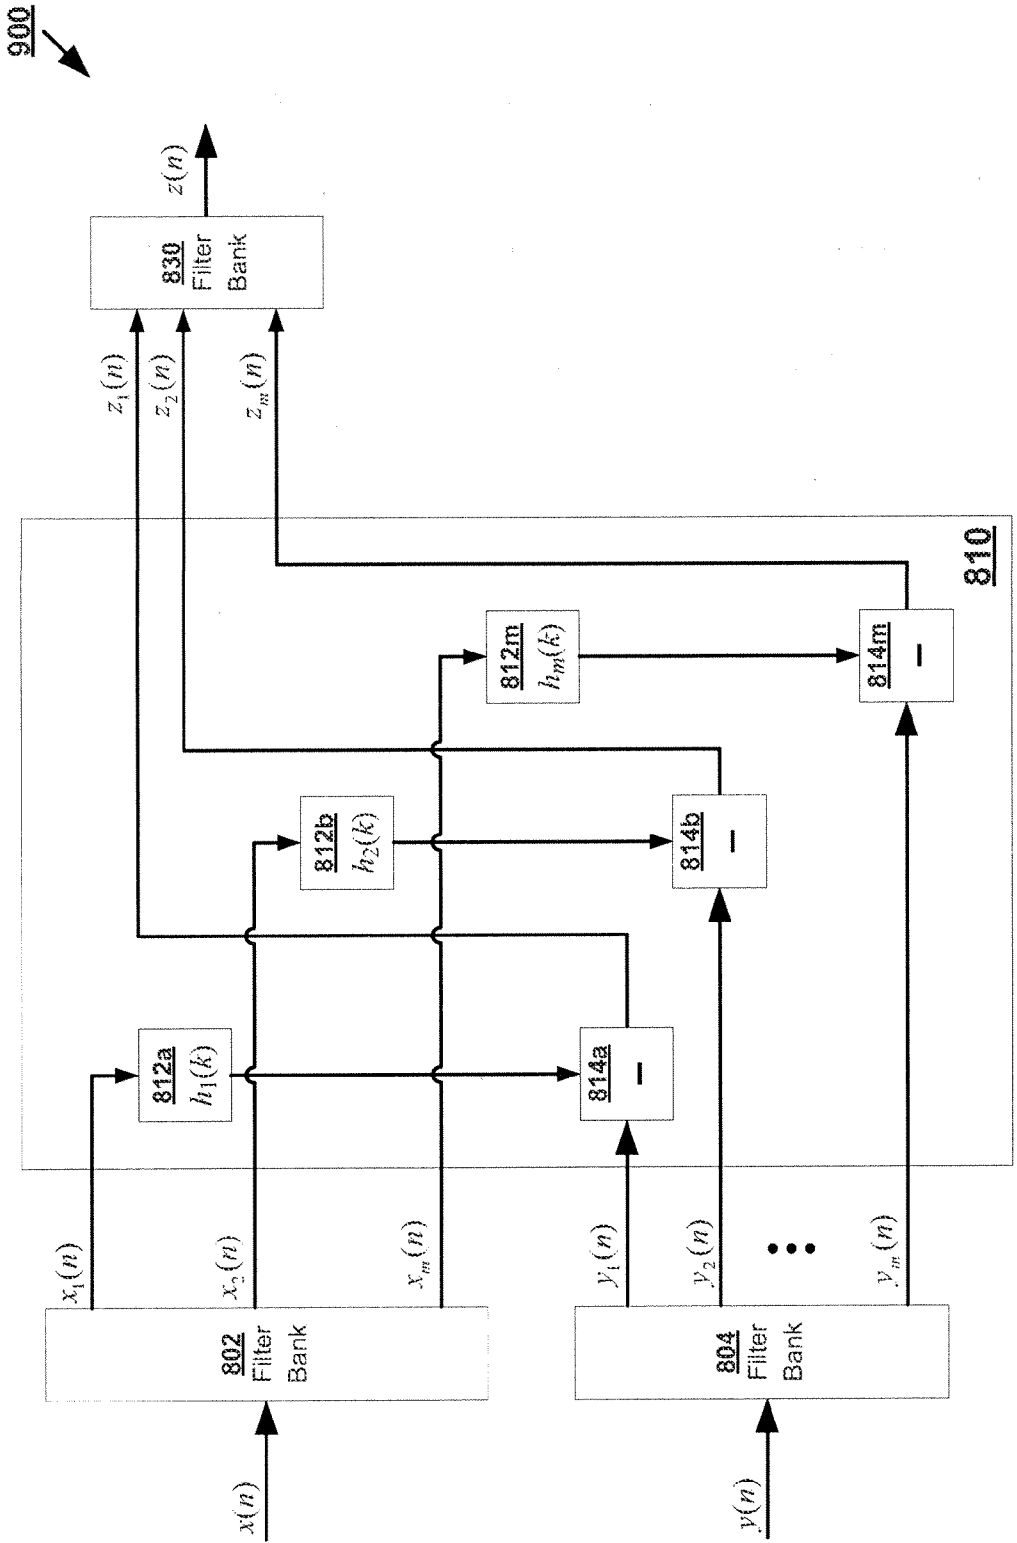 900
x(n)
802
Filter
Bank
x₁(n)
x₂(n)
xₘ(n)
y(n)
804
Filter
Bank
y₁(n)
y₂(n)
yₘ(n)
812a
h₁(k)
812b
h₂(k)
812m
hₘ(k)
814a
−
814b
−
814m
−
810
z₁(n)
z₂(n)
zₘ(n)
830
Filter
Bank
z(n)